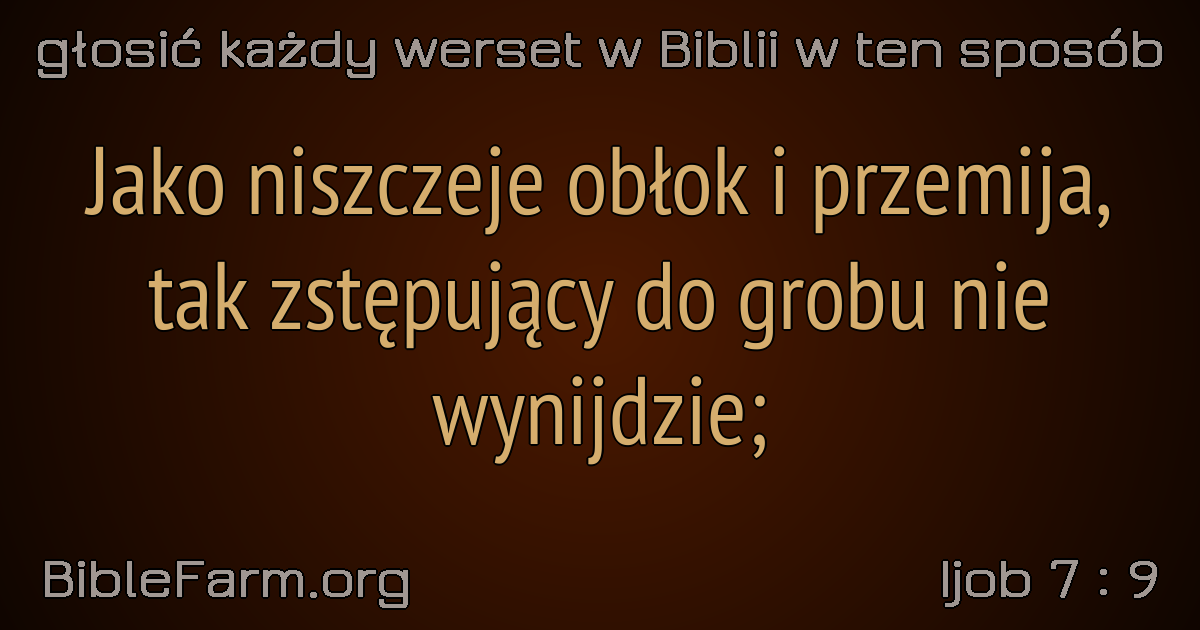 głosić każdy werset w Biblii w ten sposób
Jako niszczeje obłok i przemija,
tak zstępujący do grobu nie
wynijdzie;
BibleFarm.org
Ijob 7 : 9